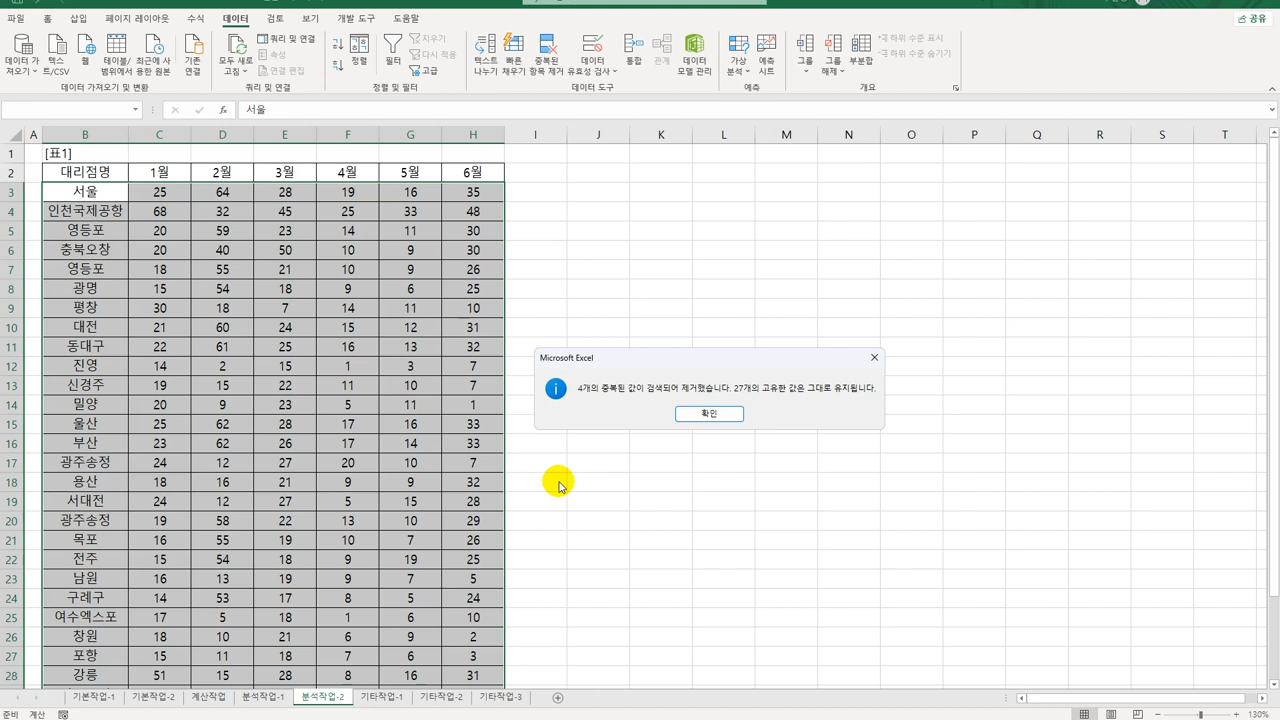 파일 홈 삽입 페이지 레이아웃 수식 데이터 검토 보기 개발 도구 도움말 공유
데이터 가져오기 텍스트/CSV 웹 테이블/범위에서 최근에 사용한 원본 기존 연결 모두 새로 고침 쿼리 및 연결 속성 연결 편집 정렬 필터 지우기 다시 적용 고급 텍스트 나누기 빠른 채우기 중복된 항목 제거 데이터 유효성 검사 통합 관계 데이터 모델 관리 가상 분석 예측 시트 그룹 그룹 해제 부분합 하위 수준 표시 하위 수준 숨기기
데이터 가져오기 및 변환 쿼리 및 연결 정렬 및 필터 데이터 도구 예측 개요
fx 서울
A B C D E F G H I J K L M N O P Q R S T
1 [표1]
2 대리점명 1월 2월 3월 4월 5월 6월
3 서울 25 64 28 19 16 35
4 인천국제공항 68 32 45 25 33 48
5 영등포 20 59 23 14 11 30
6 충북오창 20 40 50 10 9 30
7 영등포 18 55 21 10 9 26
8 광명 15 54 18 9 6 25
9 평창 30 18 7 14 11 10
10 대전 21 60 24 15 12 31
11 동대구 22 61 25 16 13 32
12 진영 14 2 15 1 3 7
13 신경주 19 15 22 11 10 7
14 밀양 20 9 23 5 11 1
15 울산 25 62 28 17 16 33
16 부산 23 62 26 17 14 33
17 광주송정 24 12 27 20 10 7
18 용산 18 16 21 9 9 32
19 서대전 24 12 27 5 15 28
20 광주송정 19 58 22 13 10 29
21 목포 16 55 19 10 7 26
22 전주 15 54 18 9 19 25
23 남원 16 13 19 9 7 5
24 구례구 14 53 17 8 5 24
25 여수엑스포 17 5 18 1 6 10
26 창원 18 10 21 6 9 2
27 포항 15 11 18 7 6 3
28 강릉 51 15 28 8 16 31
Microsoft Excel
4개의 중복된 값이 검색되어 제거했습니다. 27개의 고유한 값은 그대로 유지됩니다.
확인
기본작업-1 기본작업-2 계산작업 분석작업-1 분석작업-2 기타작업-1 기타작업-2 기타작업-3
준비 계산 130%